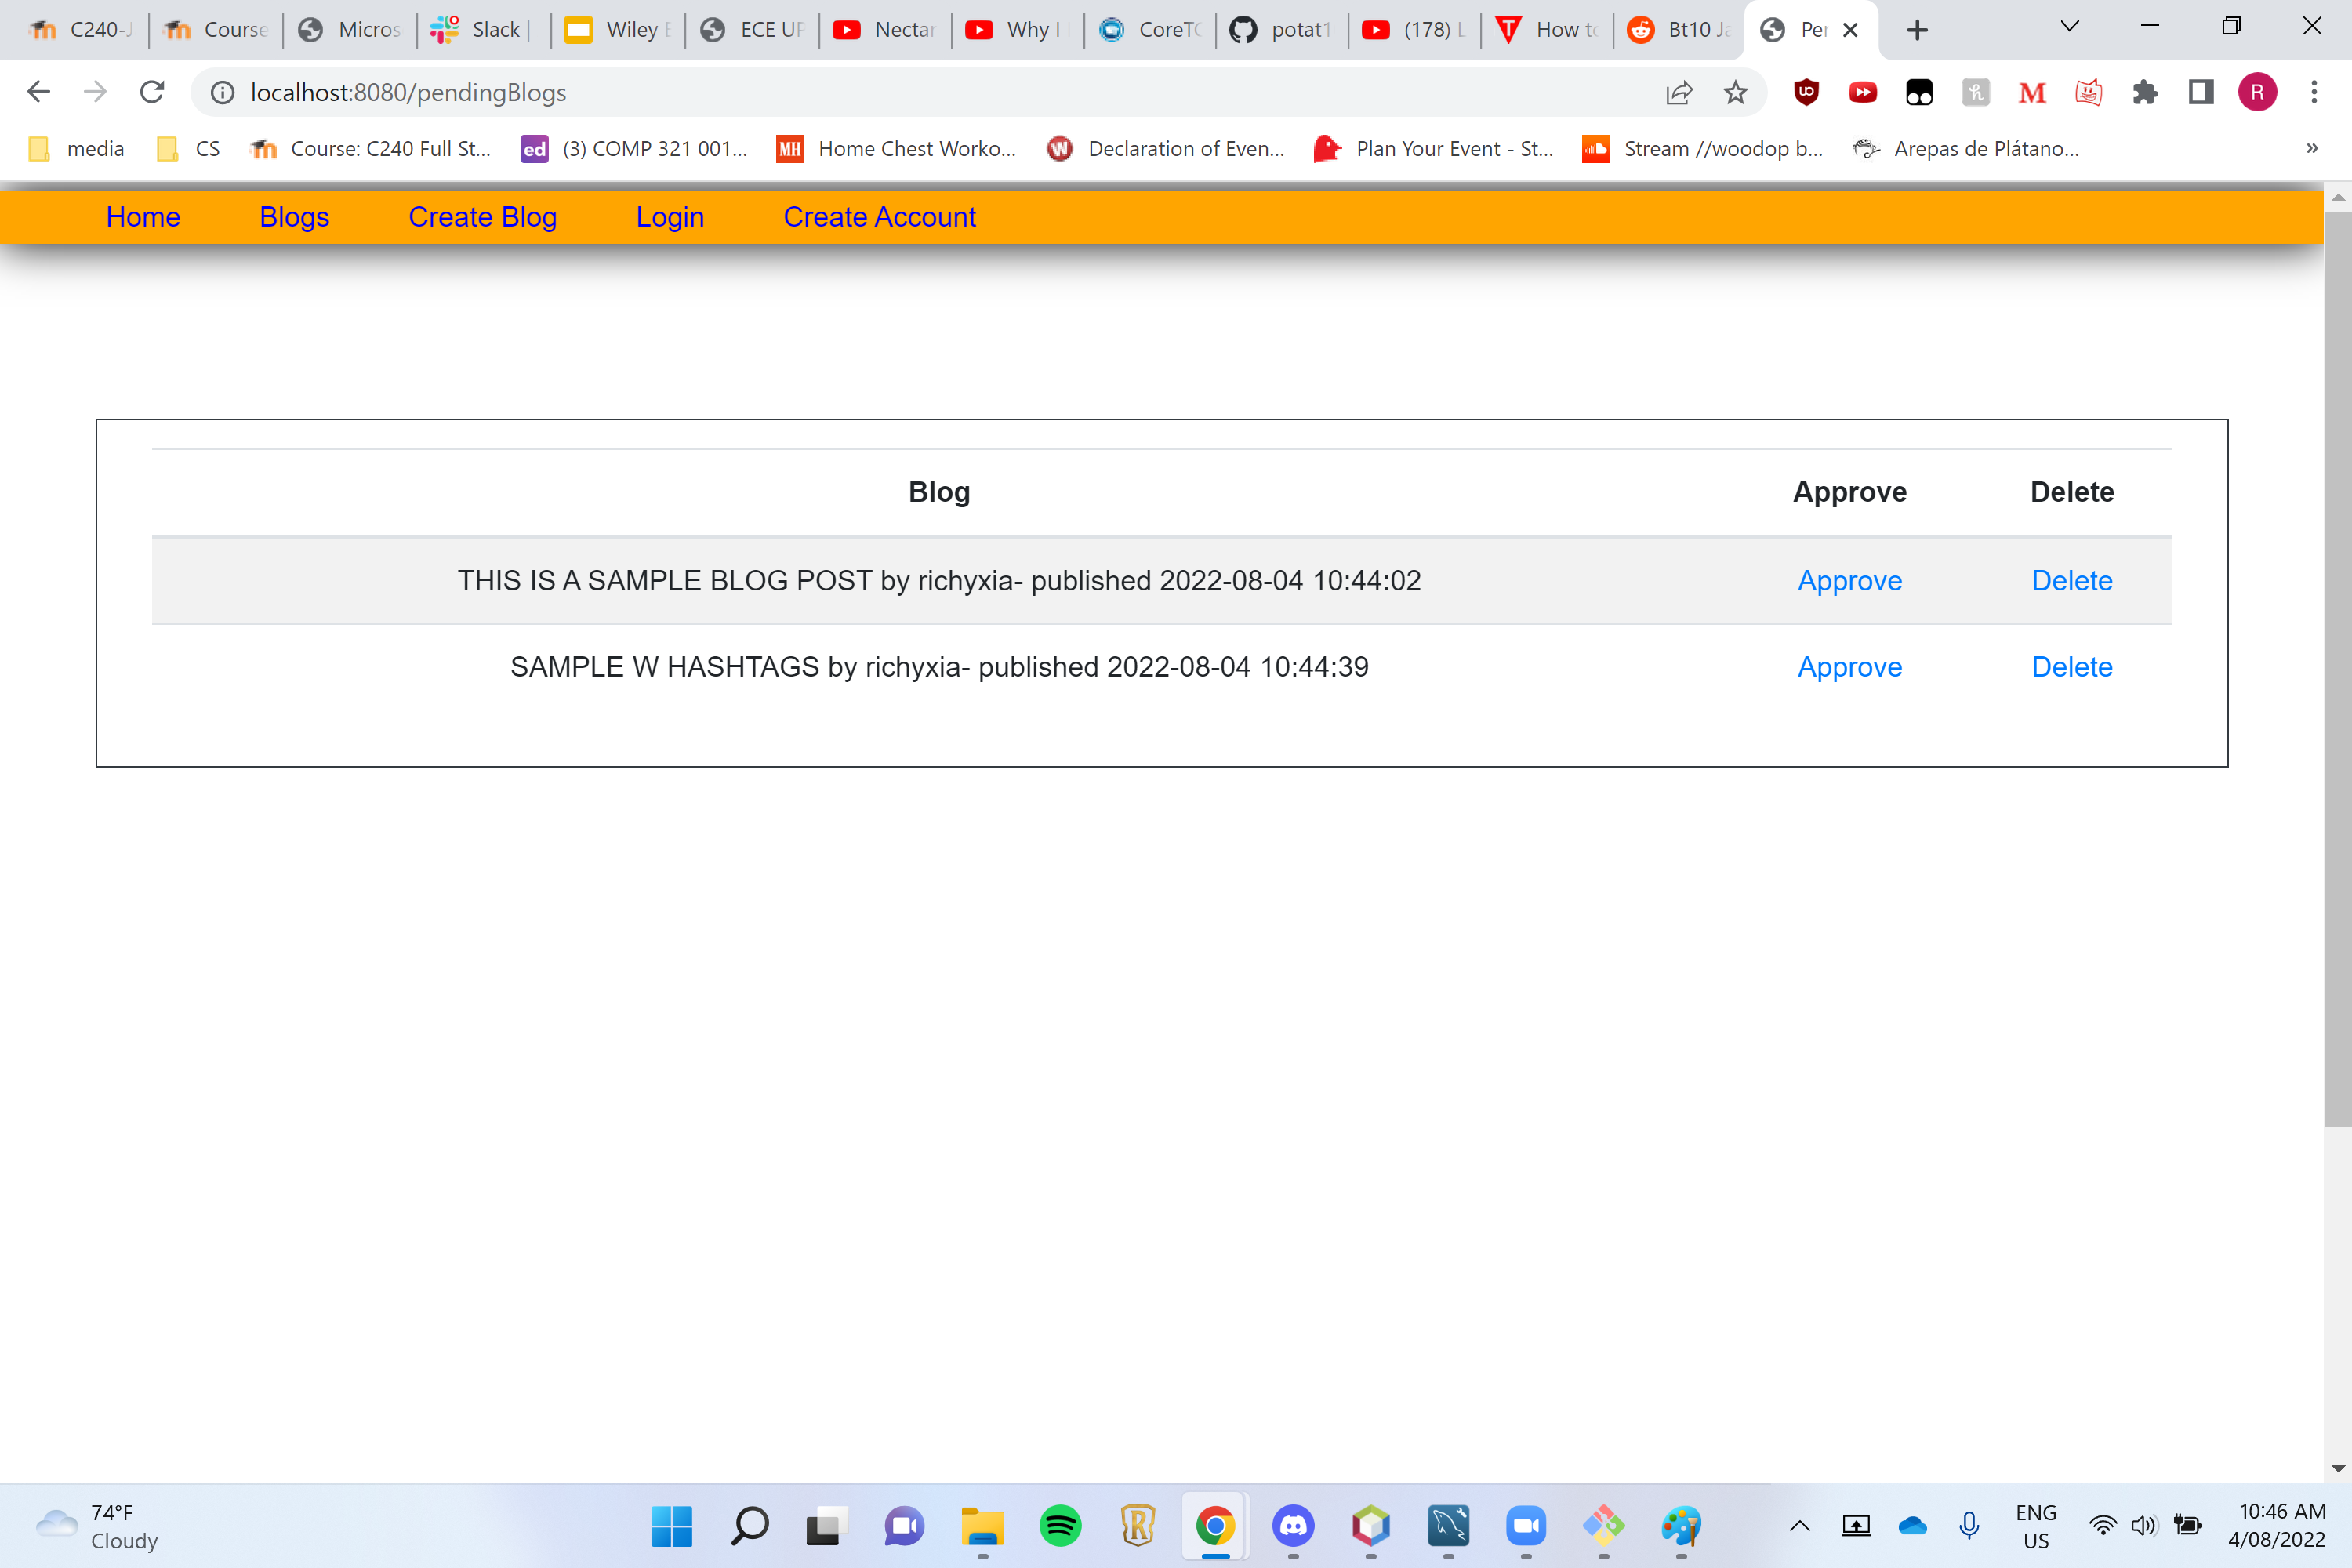 C240-J Course Micros Slack | Wiley E ECE UP Nectar Why I CoreTC potat1 (178) L How to Bt10 Ja Per
localhost:8080/pendingBlogs
R
media CS Course: C240 Full St... ed (3) COMP 321 001... MH Home Chest Worko... Declaration of Even... Plan Your Event - St... Stream //woodop b... Arepas de Plátano... »
Home Blogs Create Blog Login Create Account
Blog Approve Delete
THIS IS A SAMPLE BLOG POST by richyxia- published 2022-08-04 10:44:02 Approve Delete
SAMPLE W HASHTAGS by richyxia- published 2022-08-04 10:44:39 Approve Delete
74°F
Cloudy
ENG
US
10:46 AM
4/08/2022